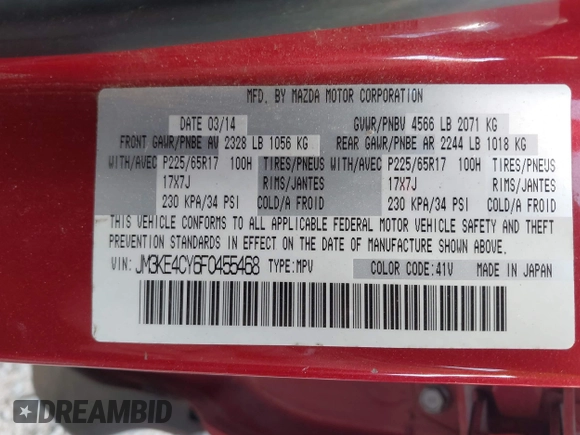 MFD. BY MAZDA MOTOR CORPORATION
DATE 03/14 GVWR/PNBV 4566 LB 2071 KG
FRONT GAWR/PNBE AV 2328 LB 1056 KG REAR GAWR/PNBE AR 2244 LB 1018 KG
WITH/AVEC P225/65R17 100H TIRES/PNEUS WITH/AVEC P225/65R17 100H TIRES/PNEUS
17X7J RIMS/JANTES 17X7J RIMS/JANTES
230 KPA/34 PSI COLD/A FROID 230 KPA/34 PSI COLD/A FROID
THIS VEHICLE CONFORMS TO ALL APPLICABLE FEDERAL MOTOR VEHICLE SAFETY AND THEFT
PREVENTION STANDARDS IN EFFECT ON THE DATE OF MANUFACTURE SHOWN ABOVE.
VIN: JM3KE4CY6F0455468 TYPE:MPV COLOR CODE:41V MADE IN JAPAN
DREAMBID